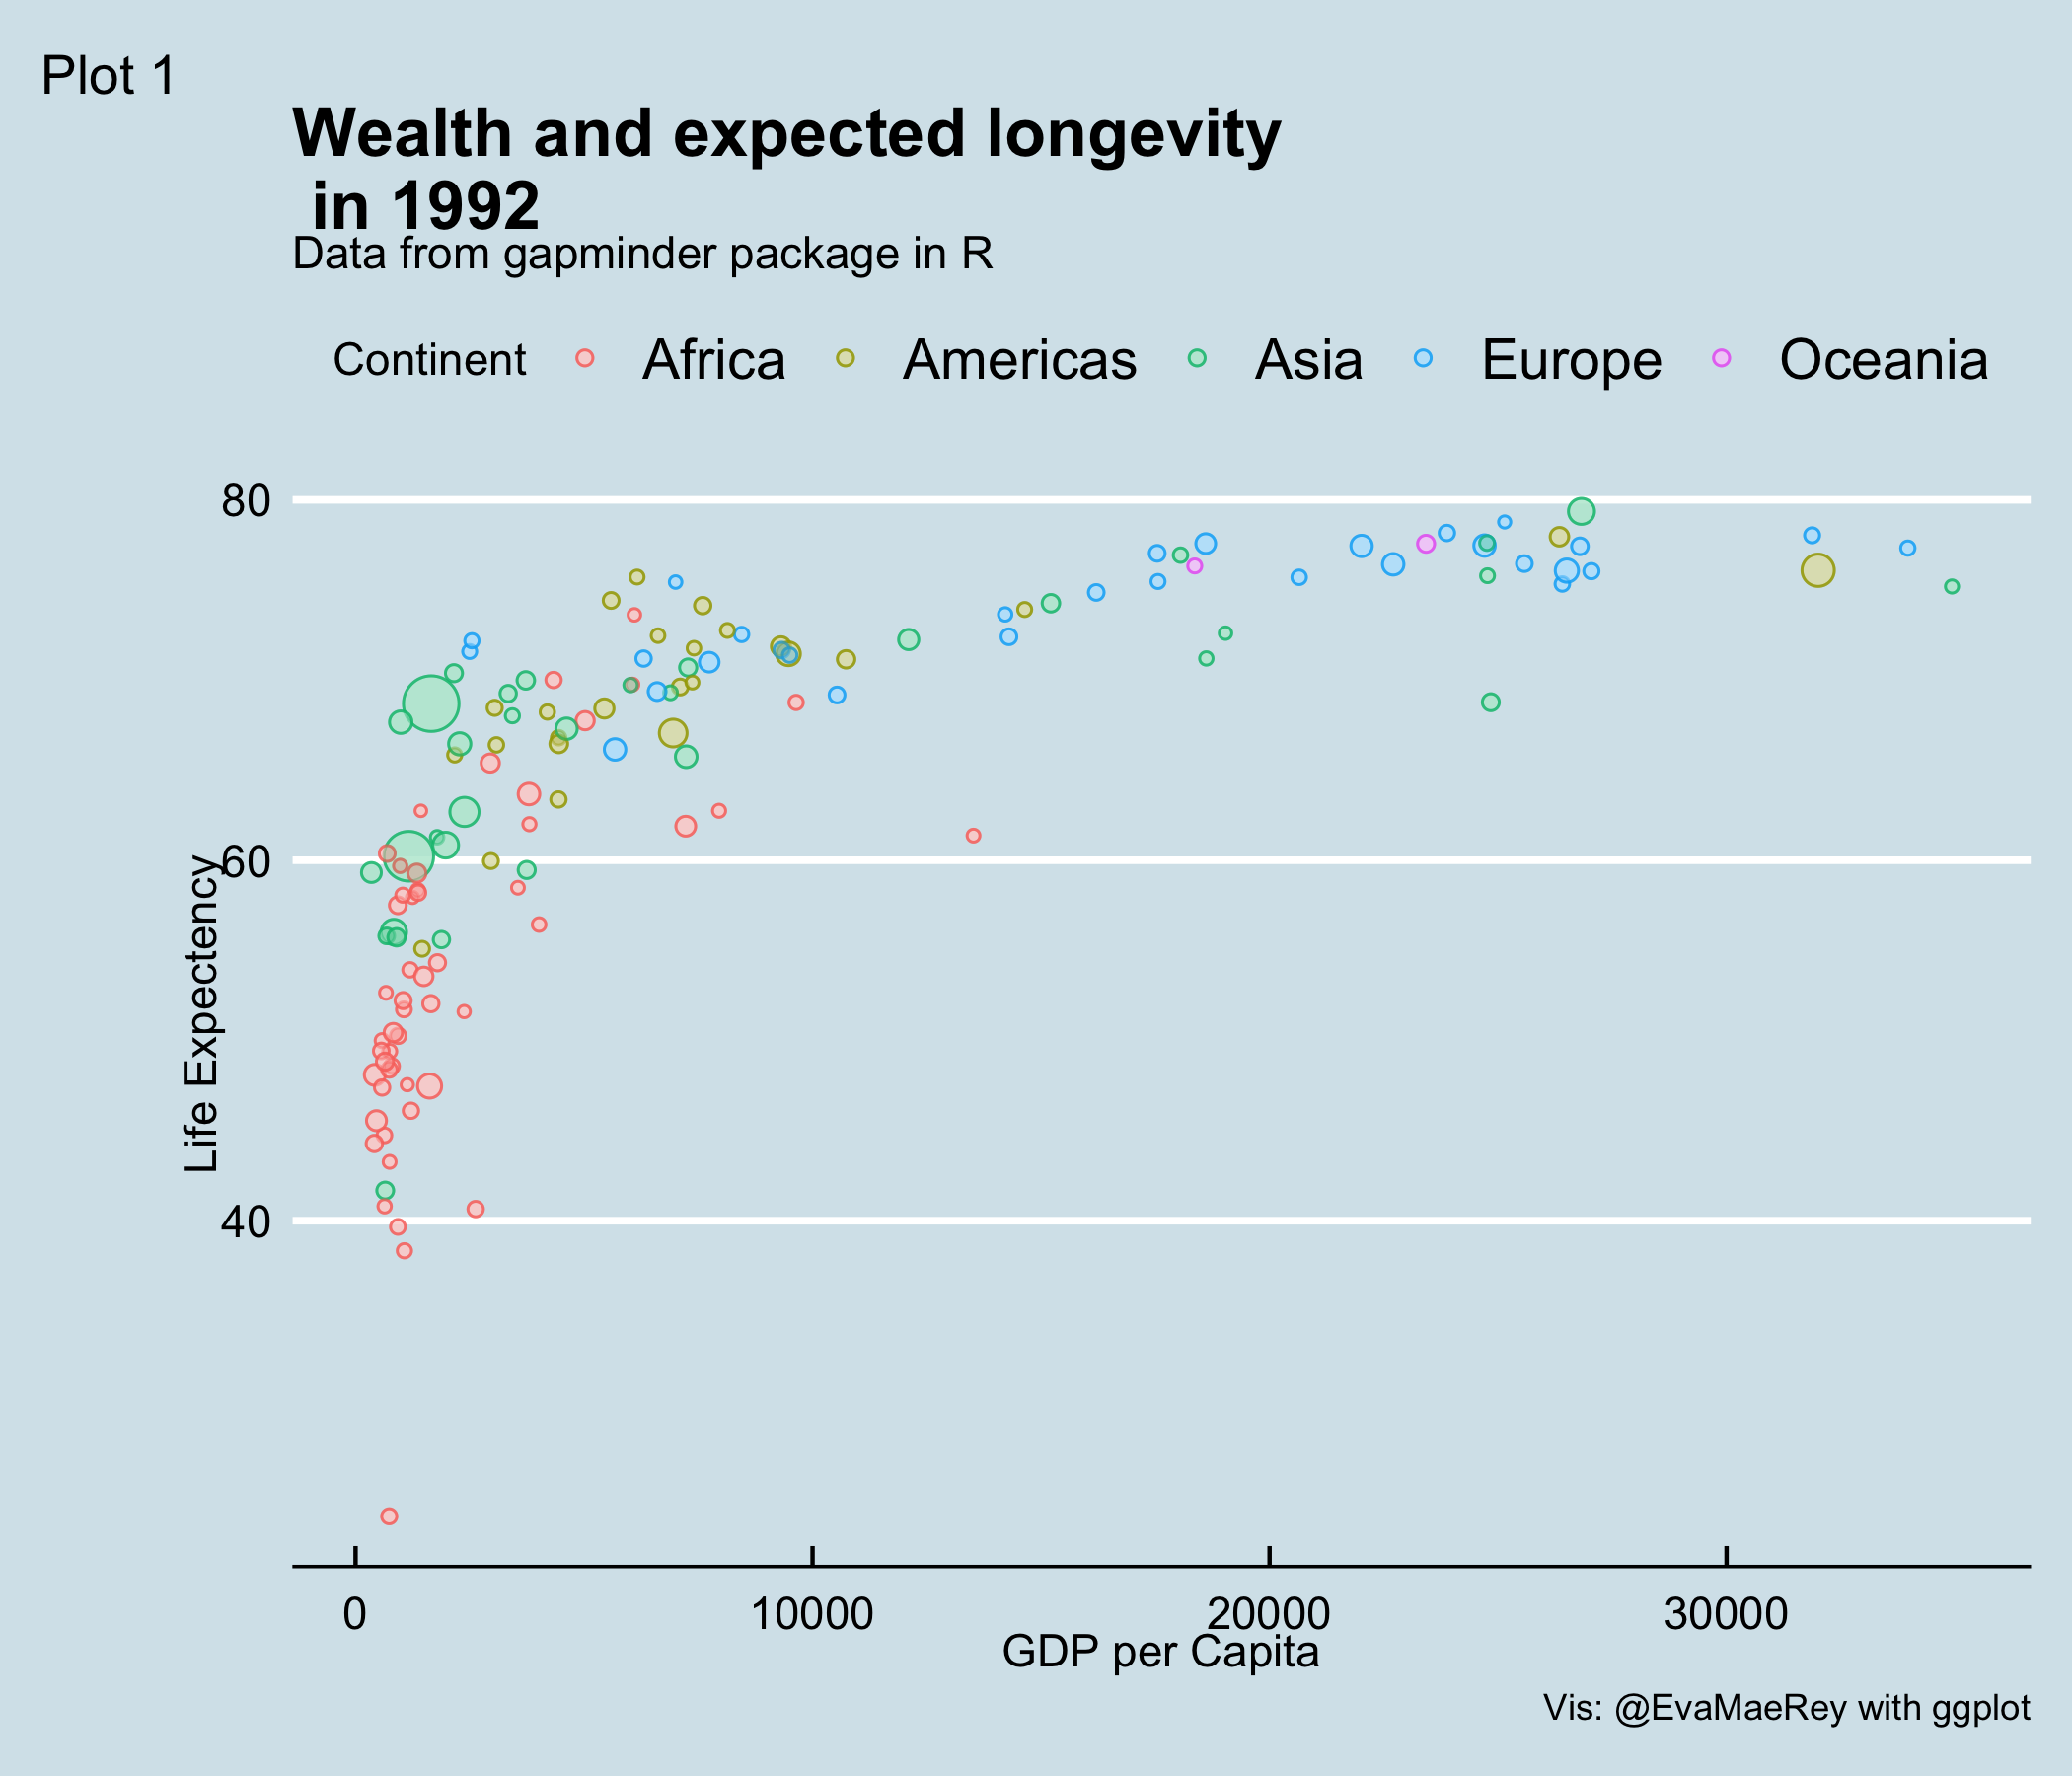 Plot 1
Wealth and expected longevity
in 1992
Data from gapminder package in R
Continent Africa Americas Asia Europe Oceania
80
60
40
Life Expectency
0 10000 20000 30000
GDP per Capita
Vis: @EvaMaeRey with ggplot